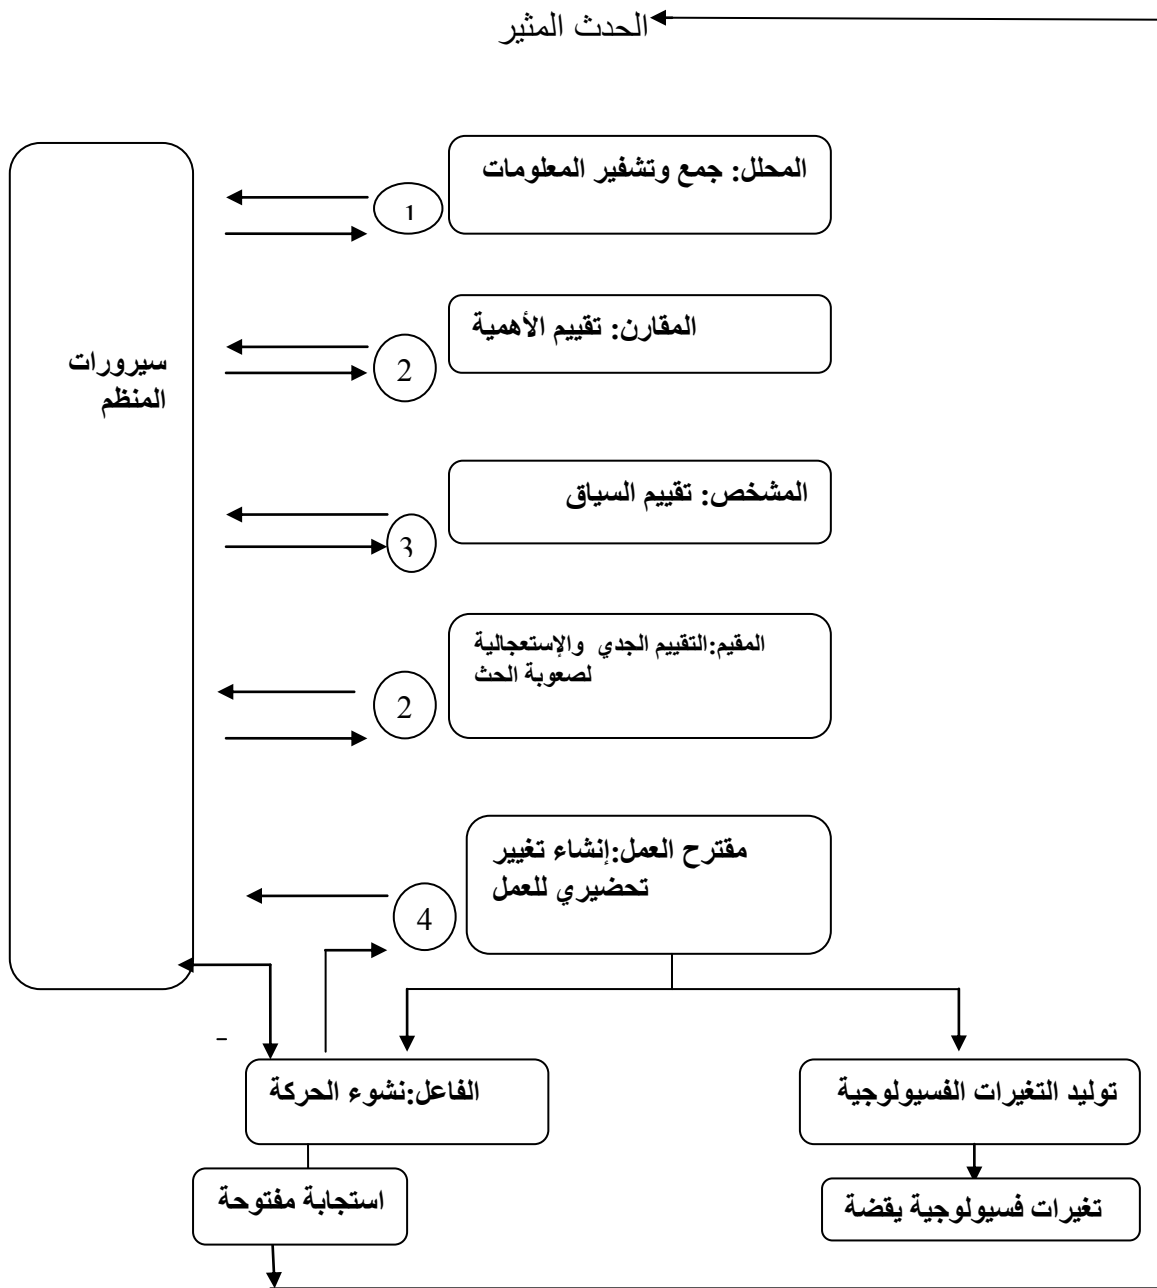 الحدث المثير
المحلل: جمع وتشفير المعلومات
1
المقارن: تقييم الأهمية
2
سيرورات
المنظم
المشخص: تقييم السياق
3
المقيم:التقييم الجدي والإستعجالية
لصعوبة الحث
2
مقترح العمل:إنشاء تغيير
تحضيري للعمل
4
الفاعل:نشوء الحركة
توليد التغيرات الفسيولوجية
استجابة مفتوحة
تغيرات فسيولوجية يقضة